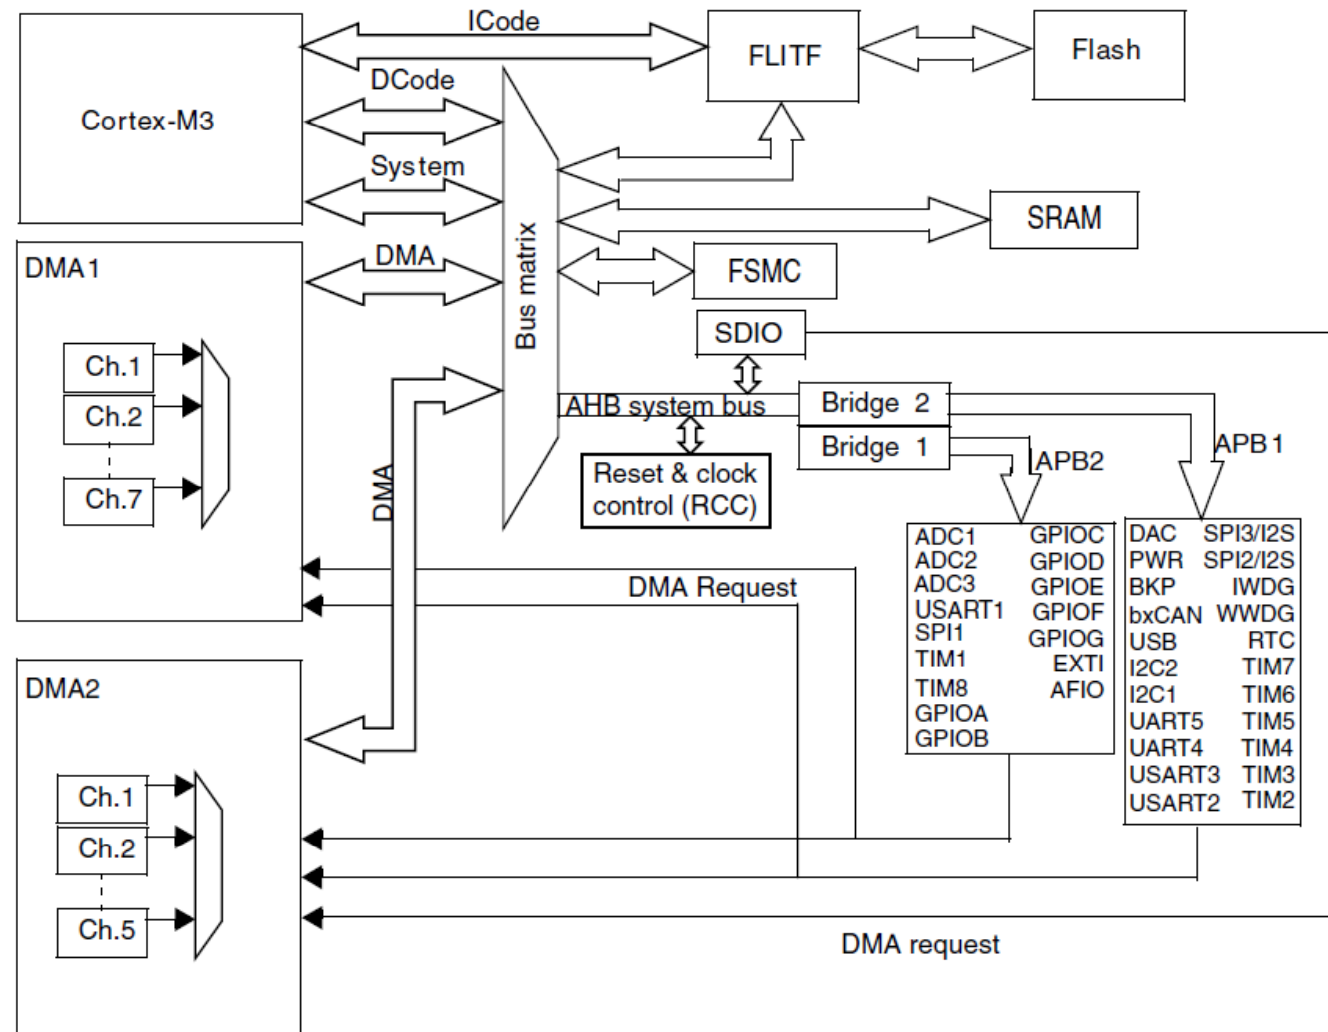 ICode
FLITF
Flash
DCode
Cortex-M3
System
SRAM
Bus matrix
DMA1
DMA
FSMC
SDIO
Ch.1
Ch.2
Ch.7
AHB system bus
Bridge 2
Bridge 1
APB2
APB1
Reset & clock
control (RCC)
DMA
ADC1 GPIOC
ADC2 GPIOD
ADC3 GPIOE
USART1 GPIOF
SPI1 GPIOG
TIM1 EXTI
TIM8 AFIO
GPIOA
GPIOB
DAC SPI3/I2S
PWR SPI2/I2S
BKP IWDG
bxCAN WWDG
USB RTC
I2C2 TIM7
I2C1 TIM6
UART5 TIM5
UART4 TIM4
USART3 TIM3
USART2 TIM2
DMA Request
DMA2
Ch.1
Ch.2
Ch.5
DMA request